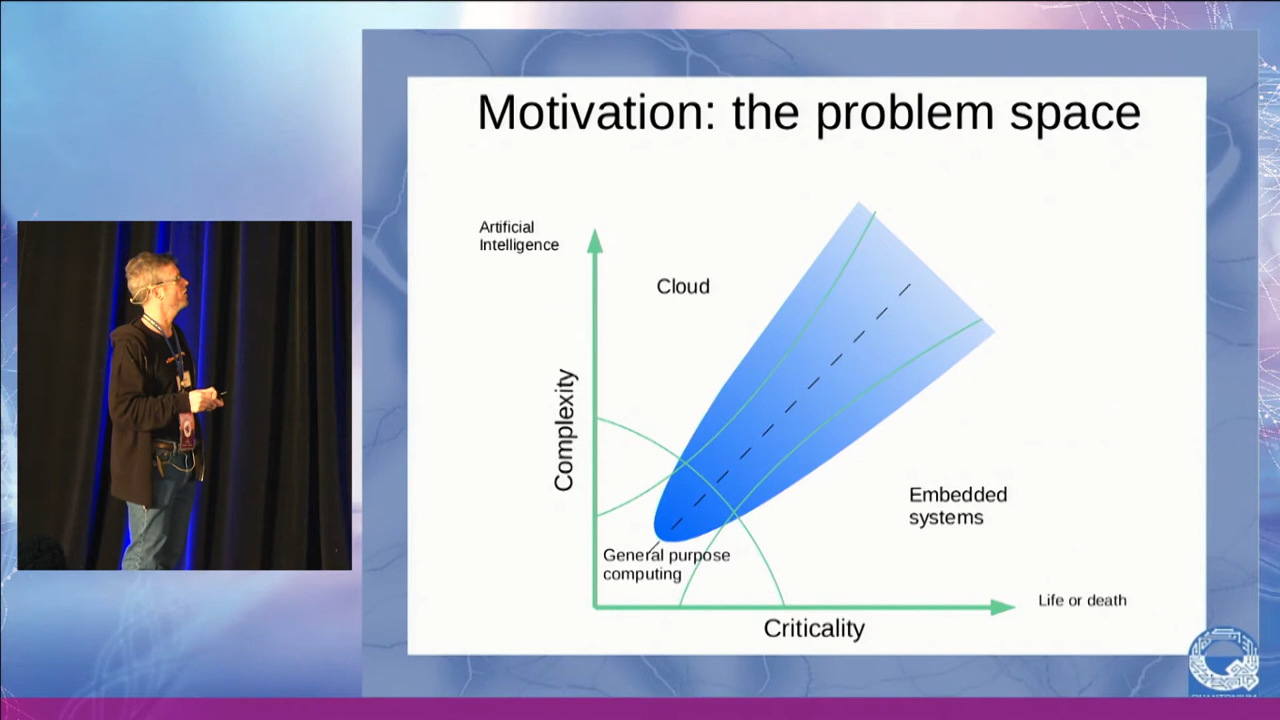 Motivation: the problem space
Artificial
Intelligence
Cloud
Complexity
Embedded
systems
General purpose
computing
Life or death
Criticality